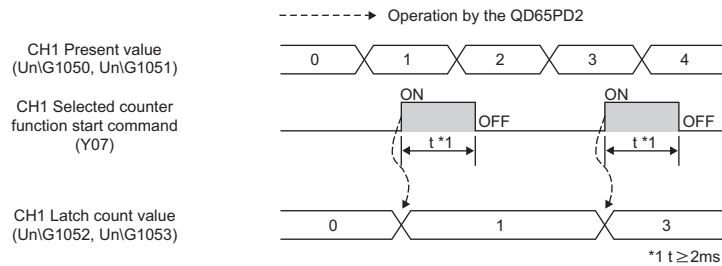 Operation by the QD65PD2
CH1 Present value
(Un\G1050, Un\G1051)
0 1 2 3 4
CH1 Selected counter
function start command
(Y07)
ON OFF ON OFF
t *1 t *1
CH1 Latch count value
(Un\G1052, Un\G1053)
0 1 3
*1 t ≥ 2ms